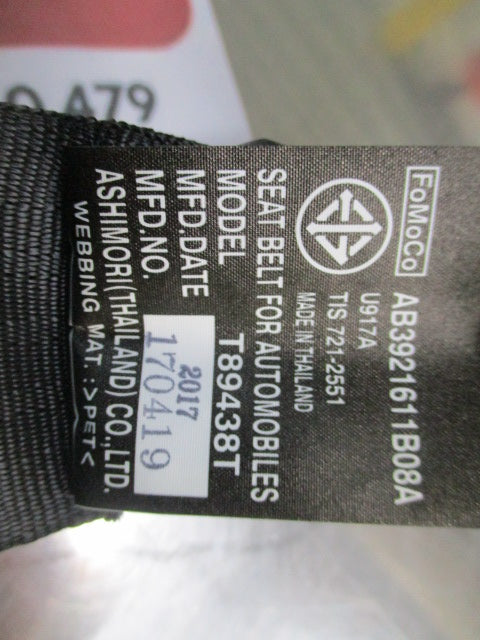 FoMoCo AB3921611B08A
U917A
TIS 721-2551
MADE IN THAILAND
SEAT BELT FOR AUTOMOBILES
MODEL T89438T
MFD.DATE 2017
MFD.NO. 170419
ASHIMORI(THAILAND) CO.,LTD.
WEBBING MAT. :>PET<
A79